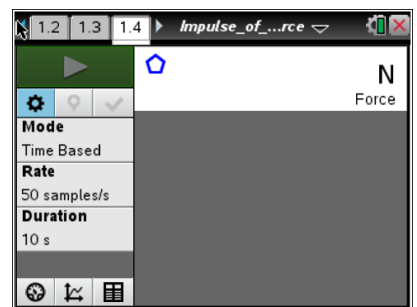 1.2 1.3 1.4 Impulse_of_...rce
N
Force
Mode
Time Based
Rate
50 samples/s
Duration
10 s